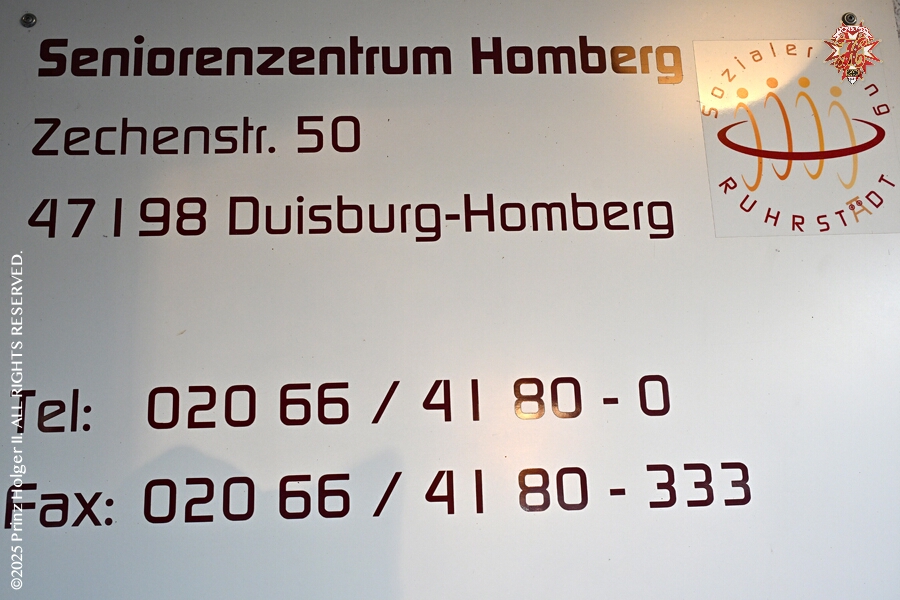 Seniorenzentrum Homberg
Zechenstr. 50
47198 Duisburg-Homberg
Tel: 020 66 / 41 80 - 0
Fax: 020 66 / 41 80 - 333
Sozialer
RUHRSTADT
©2025 Prinz Holger II. ALL RIGHTS RESERVED.